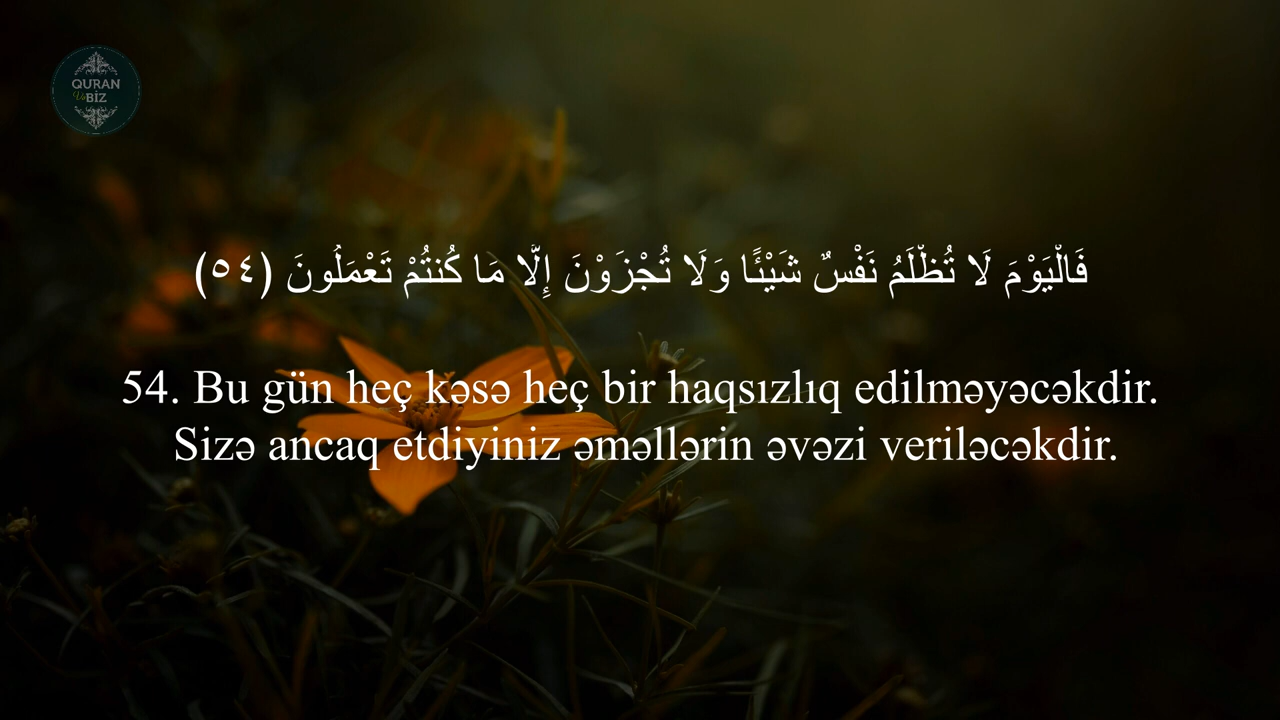 QURAN
Və BİZ
فَالْيَوْمَ لَا تُظْلَمُ نَفْسٌ شَيْئًا وَلَا تُجْزَوْنَ إِلَّا مَا كُنتُمْ تَعْمَلُونَ (٥٤)
54. Bu gün heç kəsə heç bir haqsızlıq edilməyəcəkdir.
Sizə ancaq etdiyiniz əməllərin əvəzi veriləcəkdir.